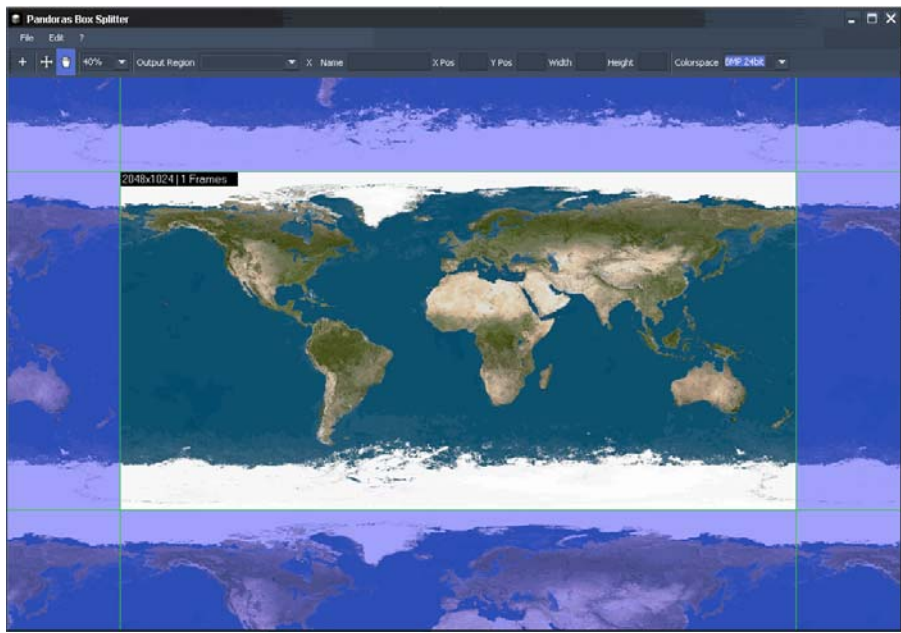 Pandoras Box Splitter
File Edit ?
40% Output Region X Name X Pos Y Pos Width Height Colorspace BMP 24bit
2048x1024 | 1 Frames